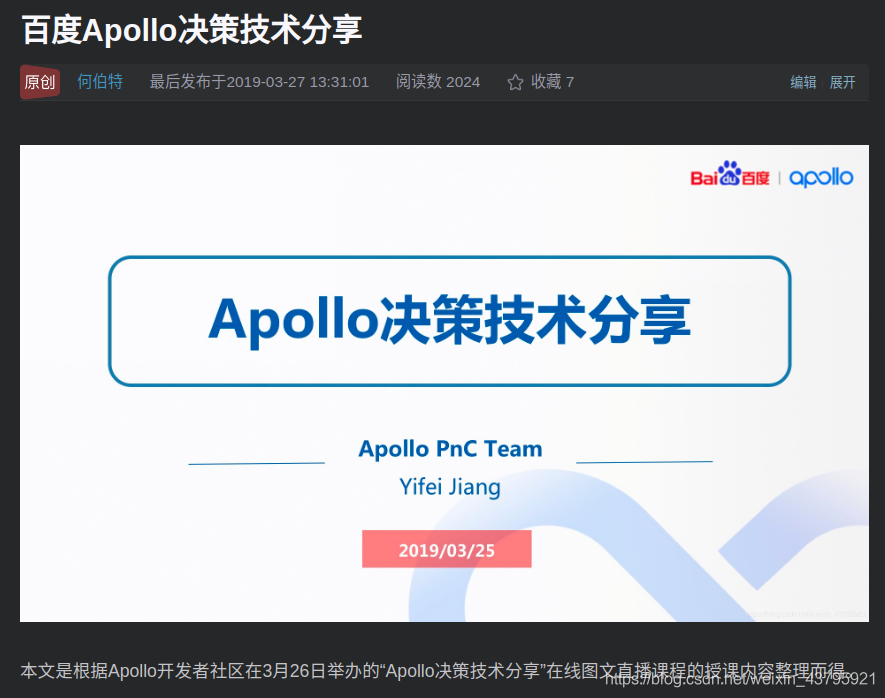 百度Apollo决策技术分享
原创 何伯特 最后发布于2019-03-27 13:31:01 阅读数 2024 收藏 7 编辑 展开
Bai du 百度 | apollo
Apollo决策技术分享
Apollo PnC Team
Yifei Jiang
2019/03/25
本文是根据Apollo开发者社区在3月26日举办的“Apollo决策技术分享”在线图文直播课程的授课内容整理而得。
https://blog.csdn.net/weixin_43795921